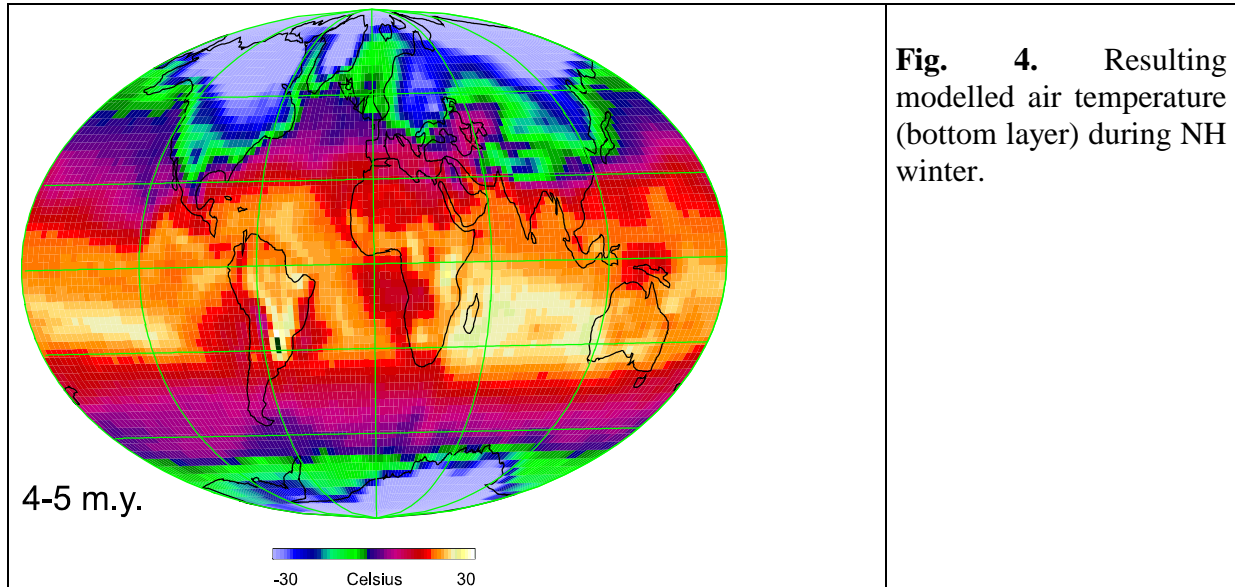 Fig. 4. Resulting
modelled air temperature
(bottom layer) during NH
winter.
4-5 m.y.
-30 Celsius 30